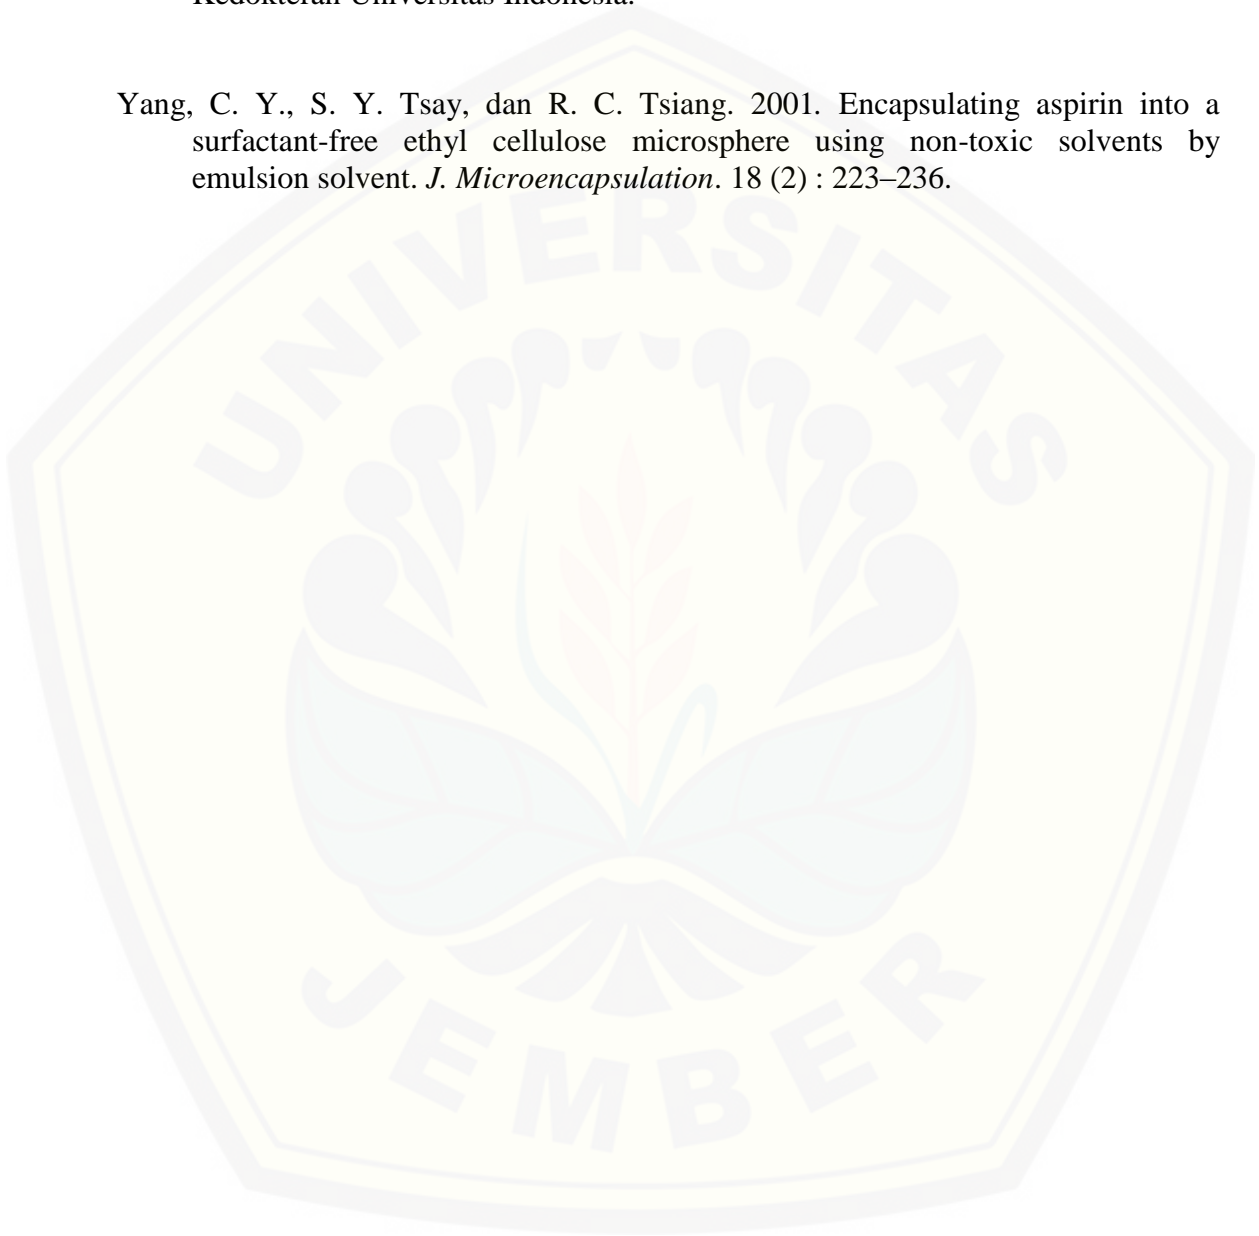 Kedokteran Universitas Indonesia.
Yang, C. Y., S. Y. Tsay, dan R. C. Tsiang. 2001. Encapsulating aspirin into a
surfactant-free ethyl cellulose microsphere using non-toxic solvents by
emulsion solvent. J. Microencapsulation. 18 (2) : 223–236.
UNIVERSITAS
JEMBER